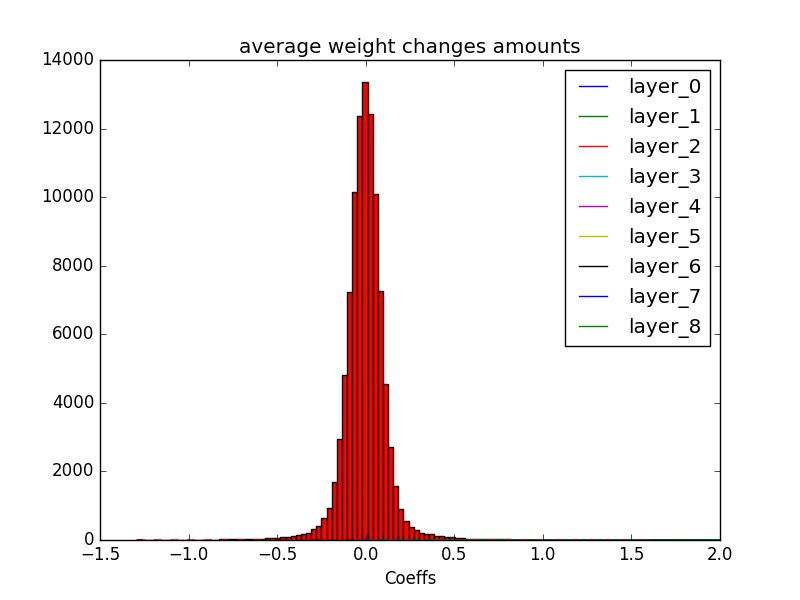 average weight changes amounts
14000
12000
10000
8000
6000
4000
2000
0
−1.5 −1.0 −0.5 0.0 0.5 1.0 1.5 2.0
Coeffs
layer_0
layer_1
layer_2
layer_3
layer_4
layer_5
layer_6
layer_7
layer_8